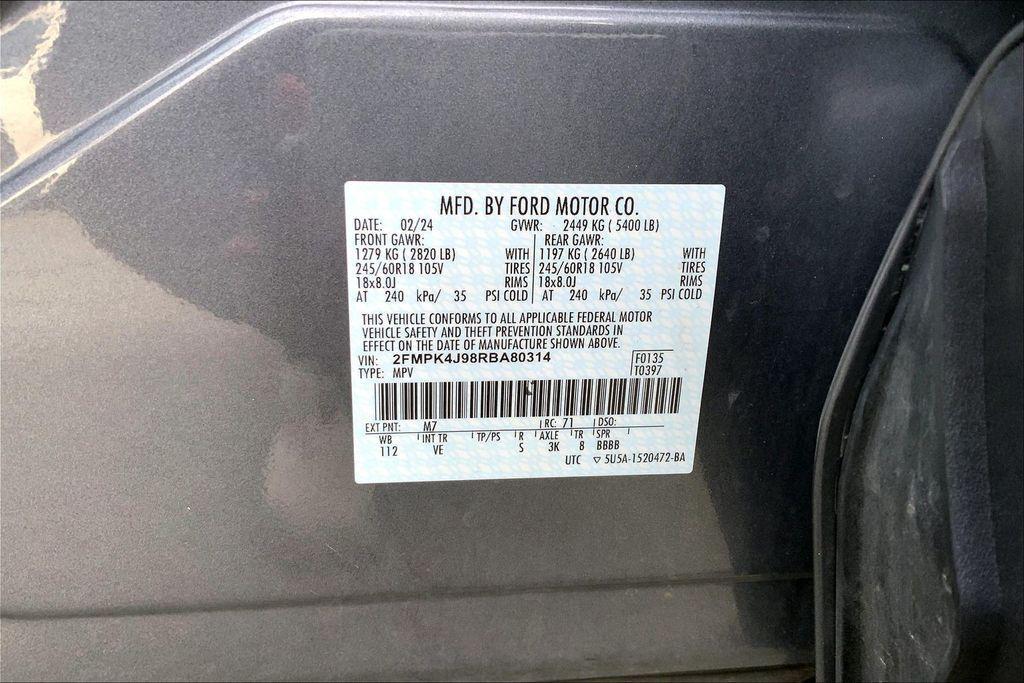 MFD. BY FORD MOTOR CO.
DATE: 02/24 GVWR: 2449 KG ( 5400 LB)
FRONT GAWR: REAR GAWR:
1279 KG ( 2820 LB) WITH 1197 KG ( 2640 LB) WITH
245/60R18 105V TIRES 245/60R18 105V TIRES
18x8.0J RIMS 18x8.0J RIMS
AT 240 kPa/ 35 PSI COLD AT 240 kPa/ 35 PSI COLD
THIS VEHICLE CONFORMS TO ALL APPLICABLE FEDERAL MOTOR
VEHICLE SAFETY AND THEFT PREVENTION STANDARDS IN
EFFECT ON THE DATE OF MANUFACTURE SHOWN ABOVE.
VIN: 2FMPK4J98RBA80314 F0135
TYPE: MPV T0397
EXT PNT: M7 RC: 71 DSO:
WB INT TR TP/PS R AXLE TR SPR
112 VE S 3K 8 BBBB
UTC ▽ 5U5A-1520472-BA